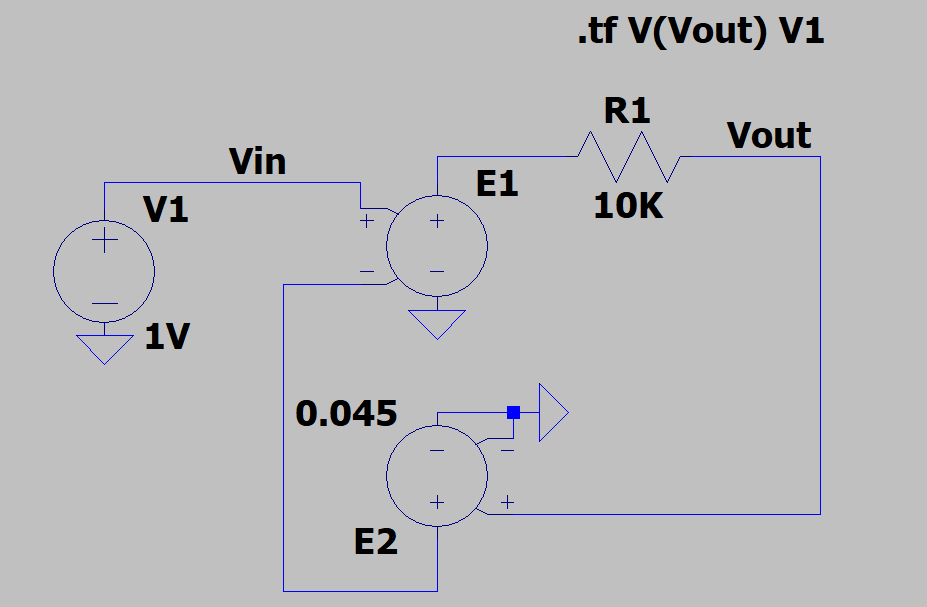 .tf V(Vout) V1
R1
Vout
Vin
E1
V1
10K
+
+
+
−
−
−
1V
0.045
−
−
+
+
E2